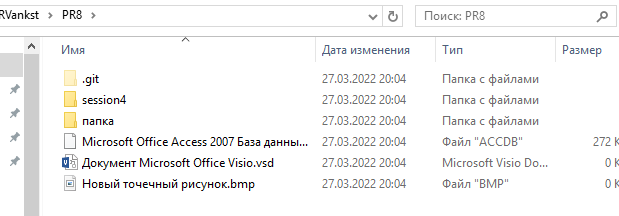 RVankst > PR8
Поиск: PR8
Имя Дата изменения Тип Размер
.git 27.03.2022 20:04 Папка с файлами
session4 27.03.2022 20:04 Папка с файлами
папка 27.03.2022 20:04 Папка с файлами
Microsoft Office Access 2007 База данны... 27.03.2022 20:04 Файл "ACCDB" 272 К
Документ Microsoft Office Visio.vsd 27.03.2022 20:04 Microsoft Visio Do... 0 К
Новый точечный рисунок.bmp 27.03.2022 20:04 Файл "BMP" 0 К